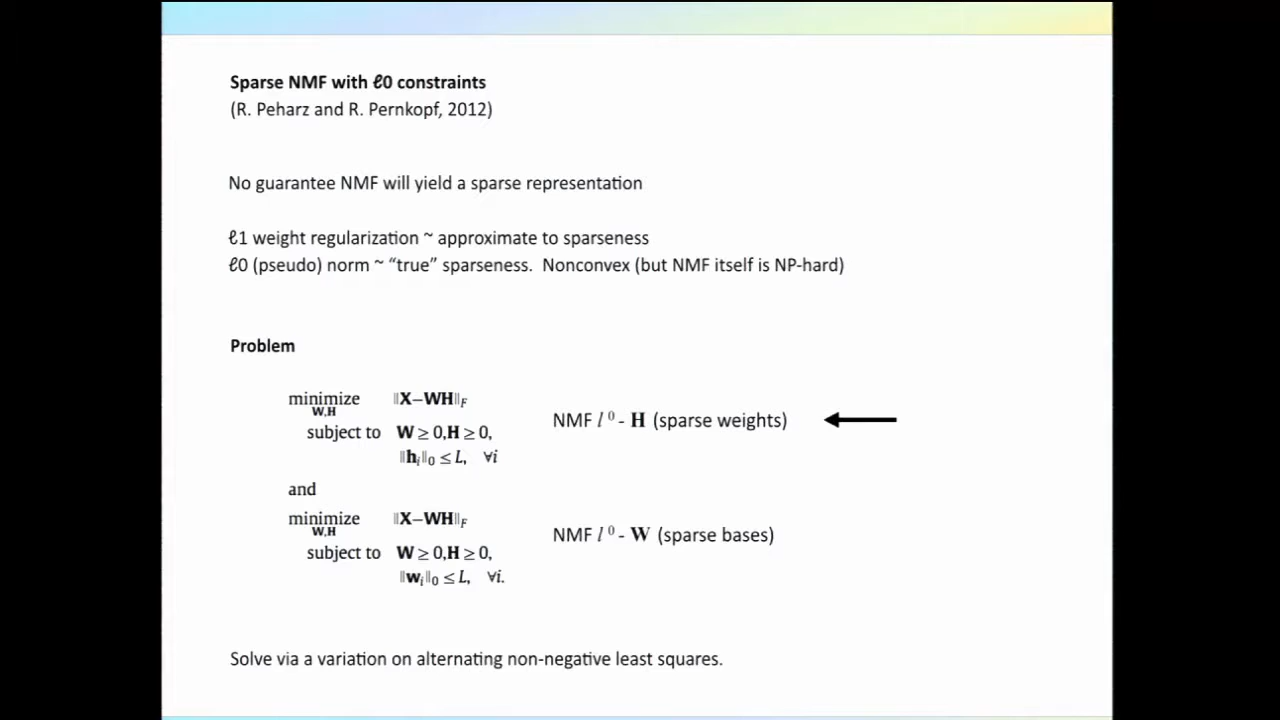 Sparse NMF with ℓ0 constraints
(R. Peharz and R. Pernkopf, 2012)
No guarantee NMF will yield a sparse representation
ℓ1 weight regularization ~ approximate to sparseness
ℓ0 (pseudo) norm ~ “true” sparseness.  Nonconvex (but NMF itself is NP-hard)
Problem
minimize ‖X−WH‖F
W,H
subject to W ≥ 0,H ≥ 0,
‖hi‖0 ≤ L, ∀i
NMF l 0 - H (sparse weights)
and
minimize ‖X−WH‖F
W,H
subject to W ≥ 0,H ≥ 0,
‖wi‖0 ≤ L, ∀i.
NMF l 0 - W (sparse bases)
Solve via a variation on alternating non-negative least squares.